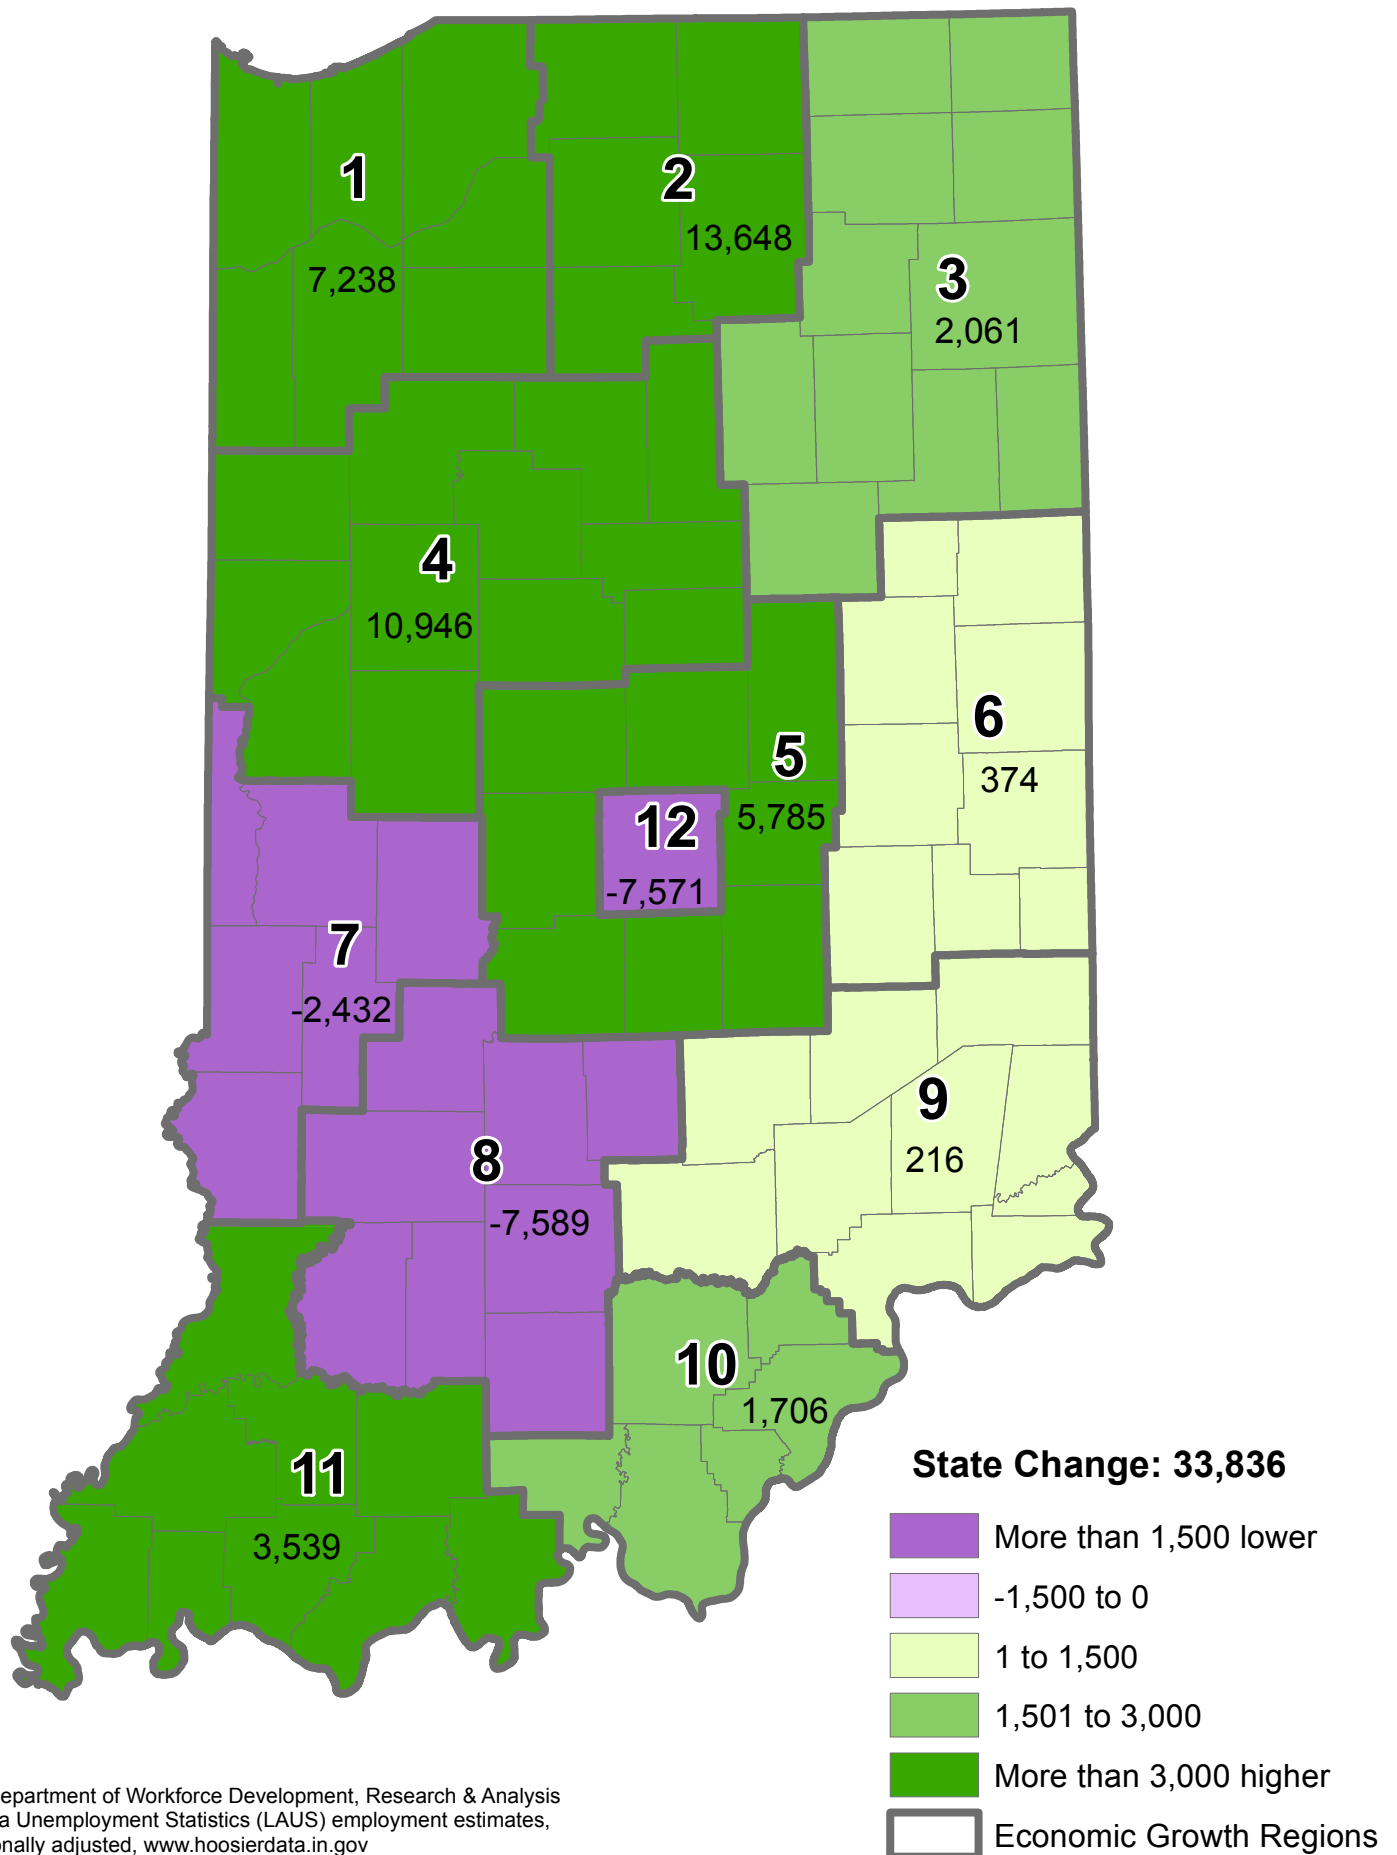 1
7,238
2
13,648
3
2,061
4
10,946
5
5,785
6
374
12
-7,571
7
-2,432
8
-7,589
9
216
10
1,706
11
3,539
State Change: 33,836
More than 1,500 lower
-1,500 to 0
1 to 1,500
1,501 to 3,000
More than 3,000 higher
Economic Growth Regions
epartment of Workforce Development, Research & Analysis
a Unemployment Statistics (LAUS) employment estimates,
onally adjusted, www.hoosierdata.in.gov